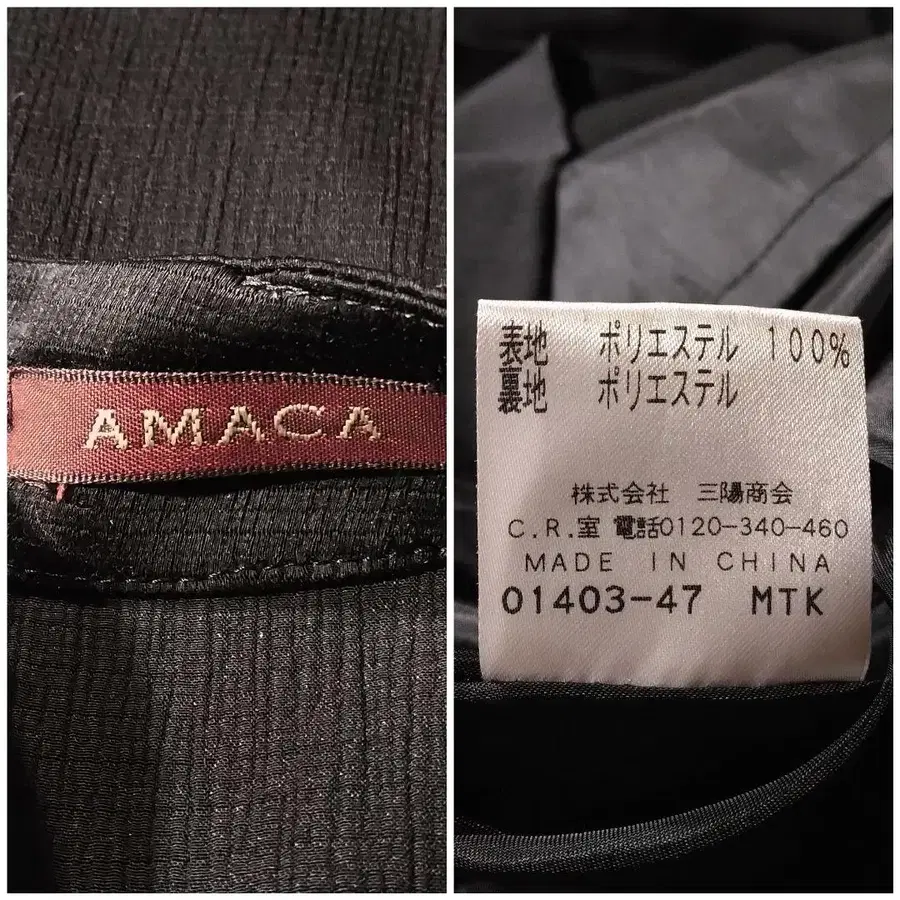 AMACA
表地 ポリエステル 100%
裏地 ポリエステル
株式会社 三陽商会
C.R.室 電話0120-340-460
MADE IN CHINA
01403-47 MTK